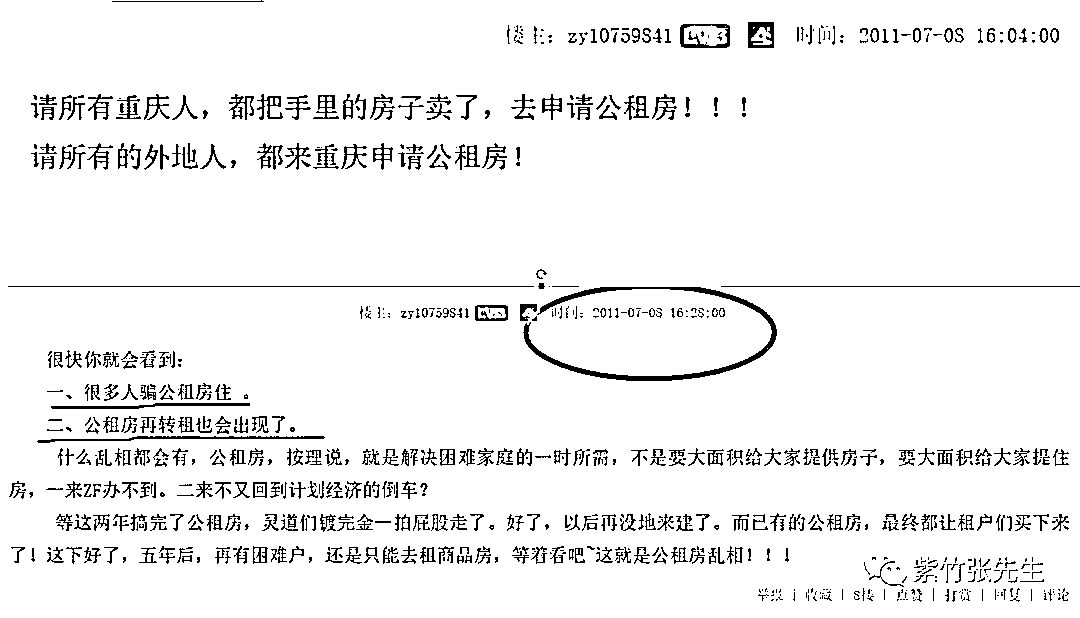 楼主：zy10759841 时间：2011-07-08 16:04:00
请所有重庆人，都把手里的房子卖了，去申请公租房！！！
请所有的外地人，都来重庆申请公租房！
楼主：zy10759841 时间：2011-07-08 16:28:00
很快你就会看到：
一、很多人骗公租房住 。
二、公租房再转租也会出现了。
什么乱相都会有，公租房，按理说，就是解决困难家庭的一时所需，不是要大面积给大家提供房子，要大面积给大家提住
房，一来ZF办不到。二来不又回到计划经济的倒车？
等这两年搞完了公租房，灵道们镀完金一拍屁股走了。好了，以后再没地来建了。而已有的公租房，最终都让租户们买下来
了！这下好了，五年后，再有困难户，还是只能去租商品房，等着看吧~这就是公租房乱相！！！
紫竹张先生
举报 | 收藏 | 8楼 | 点赞 | 打赏 | 回复 | 评论